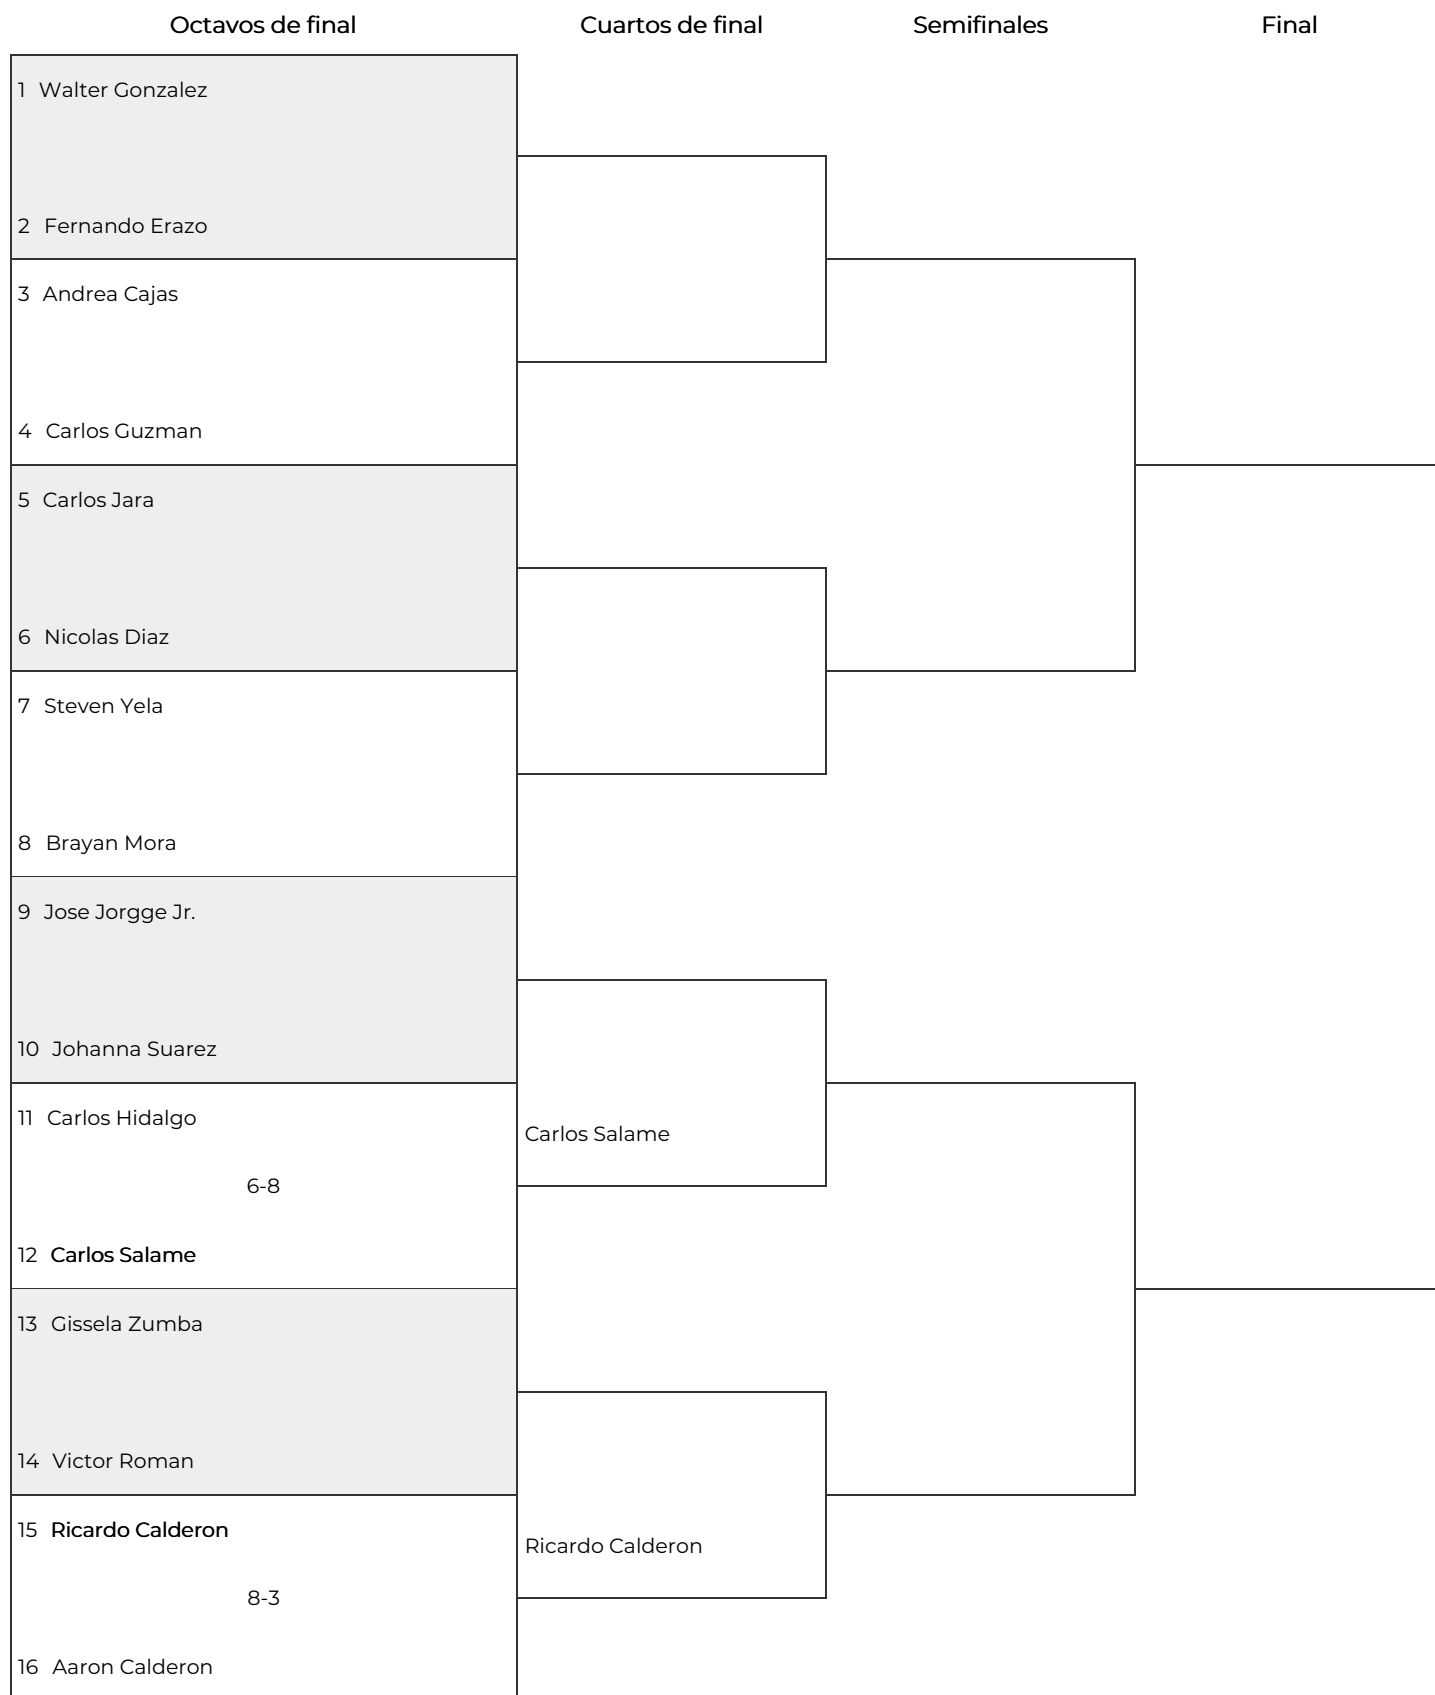 Octavos de final
Cuartos de final
Semifinales
Final
1 Walter Gonzalez
2 Fernando Erazo
3 Andrea Cajas
4 Carlos Guzman
5 Carlos Jara
6 Nicolas Diaz
7 Steven Yela
8 Brayan Mora
9 Jose Jorgge Jr.
10 Johanna Suarez
11 Carlos Hidalgo
6-8
12 Carlos Salame
13 Gissela Zumba
14 Victor Roman
15 Ricardo Calderon
8-3
16 Aaron Calderon
Carlos Salame
Ricardo Calderon